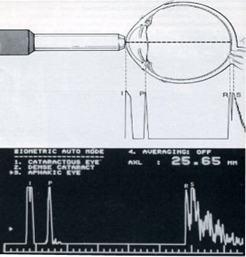 I P R S
BIOMETRIC AUTO MODE
1. CATARACTOUS EYE
2. DENSE CATARACT
3. APHAKIC EYE
4. AVERAGING: OFF
AXL : 25.65 MM
I P R S